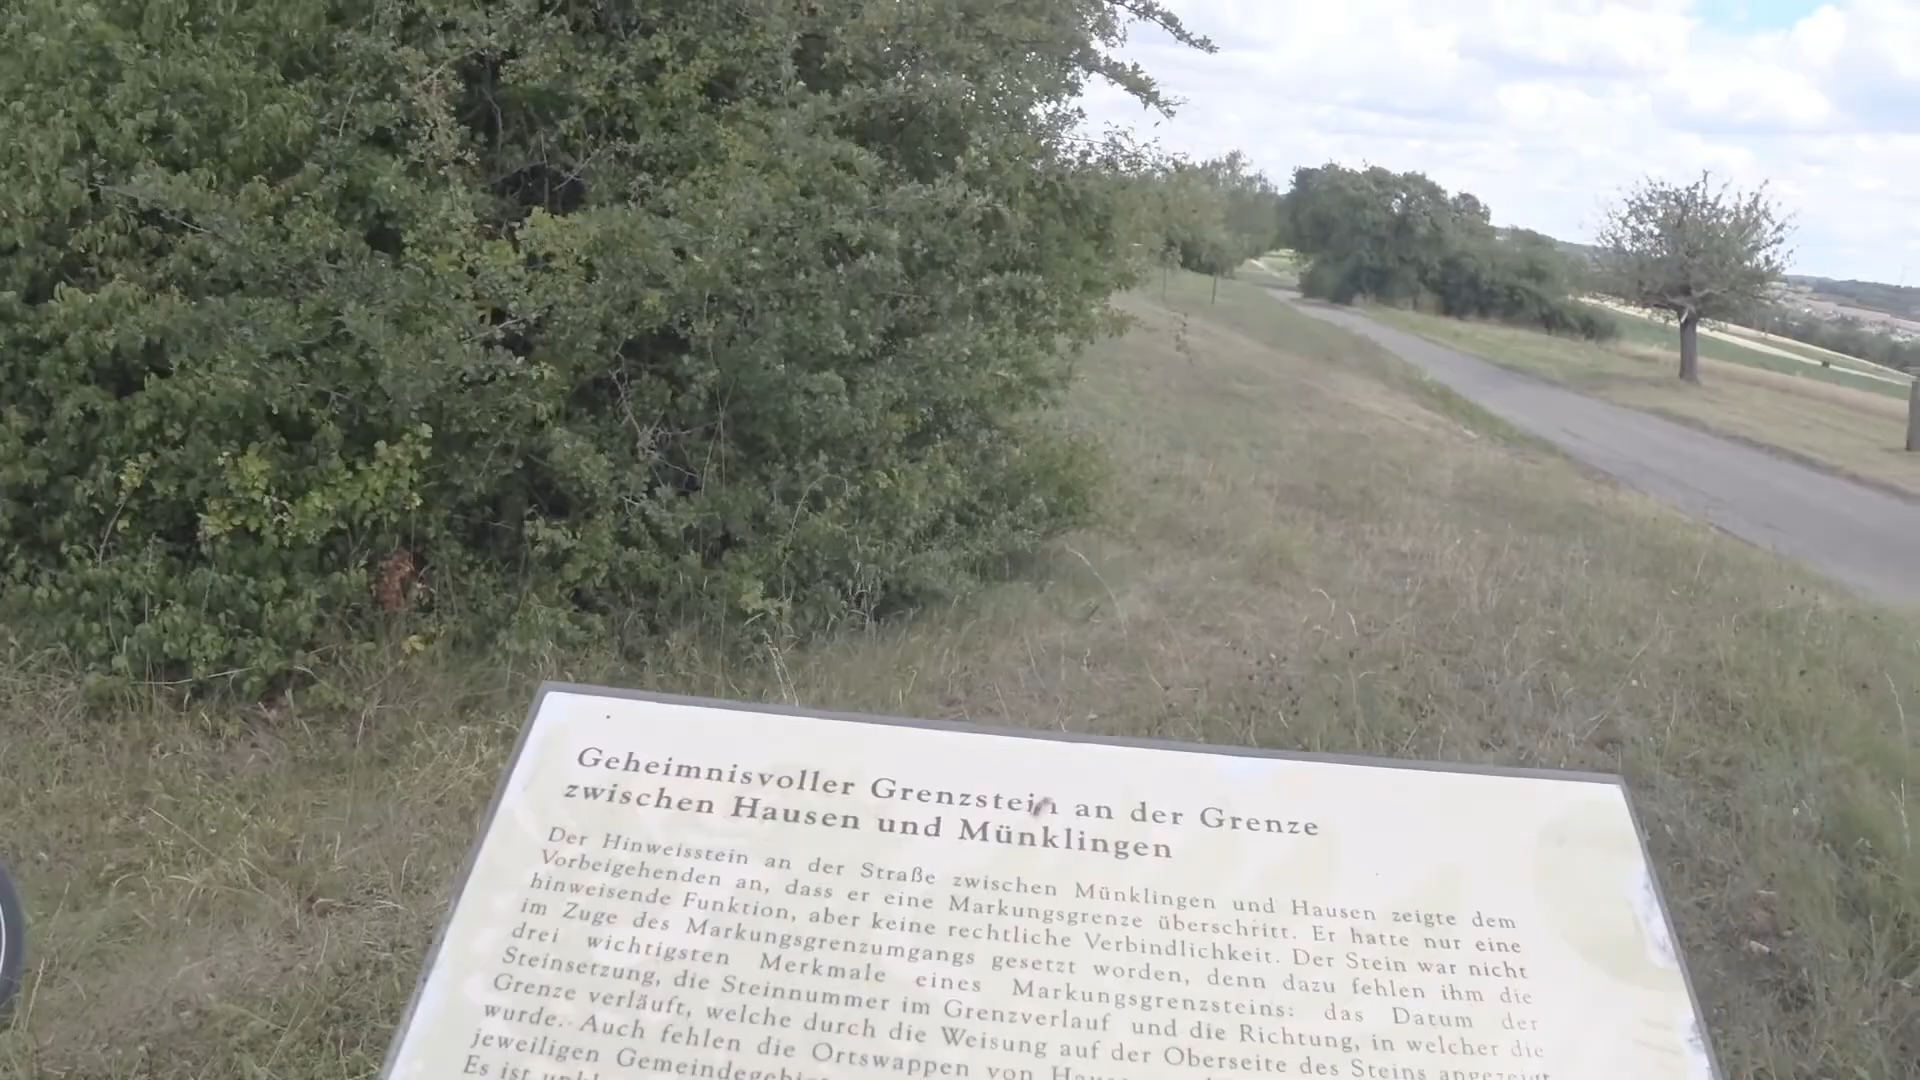 Geheimnisvoller Grenzstein an der Grenze
zwischen Hausen und Münklingen
Der Hinweisstein an der Straße zwischen Münklingen und Hausen zeigte dem
Vorbeigehenden an, dass er eine Markungsgrenze überschritt. Er hatte nur eine
hinweisende Funktion, aber keine rechtliche Verbindlichkeit. Der Stein war nicht
im Zuge des Markungsgrenzumgangs gesetzt worden, denn dazu fehlen ihm die
drei wichtigsten Merkmale eines Markungsgrenzsteins: das Datum der
Steinsetzung, die Steinnummer im Grenzverlauf und die Richtung, in welcher die
Grenze verläuft, welche durch die Weisung auf der Oberseite des Steins angezeigt
wurde. Auch fehlen die Ortswappen von
jeweiligen
Es ist